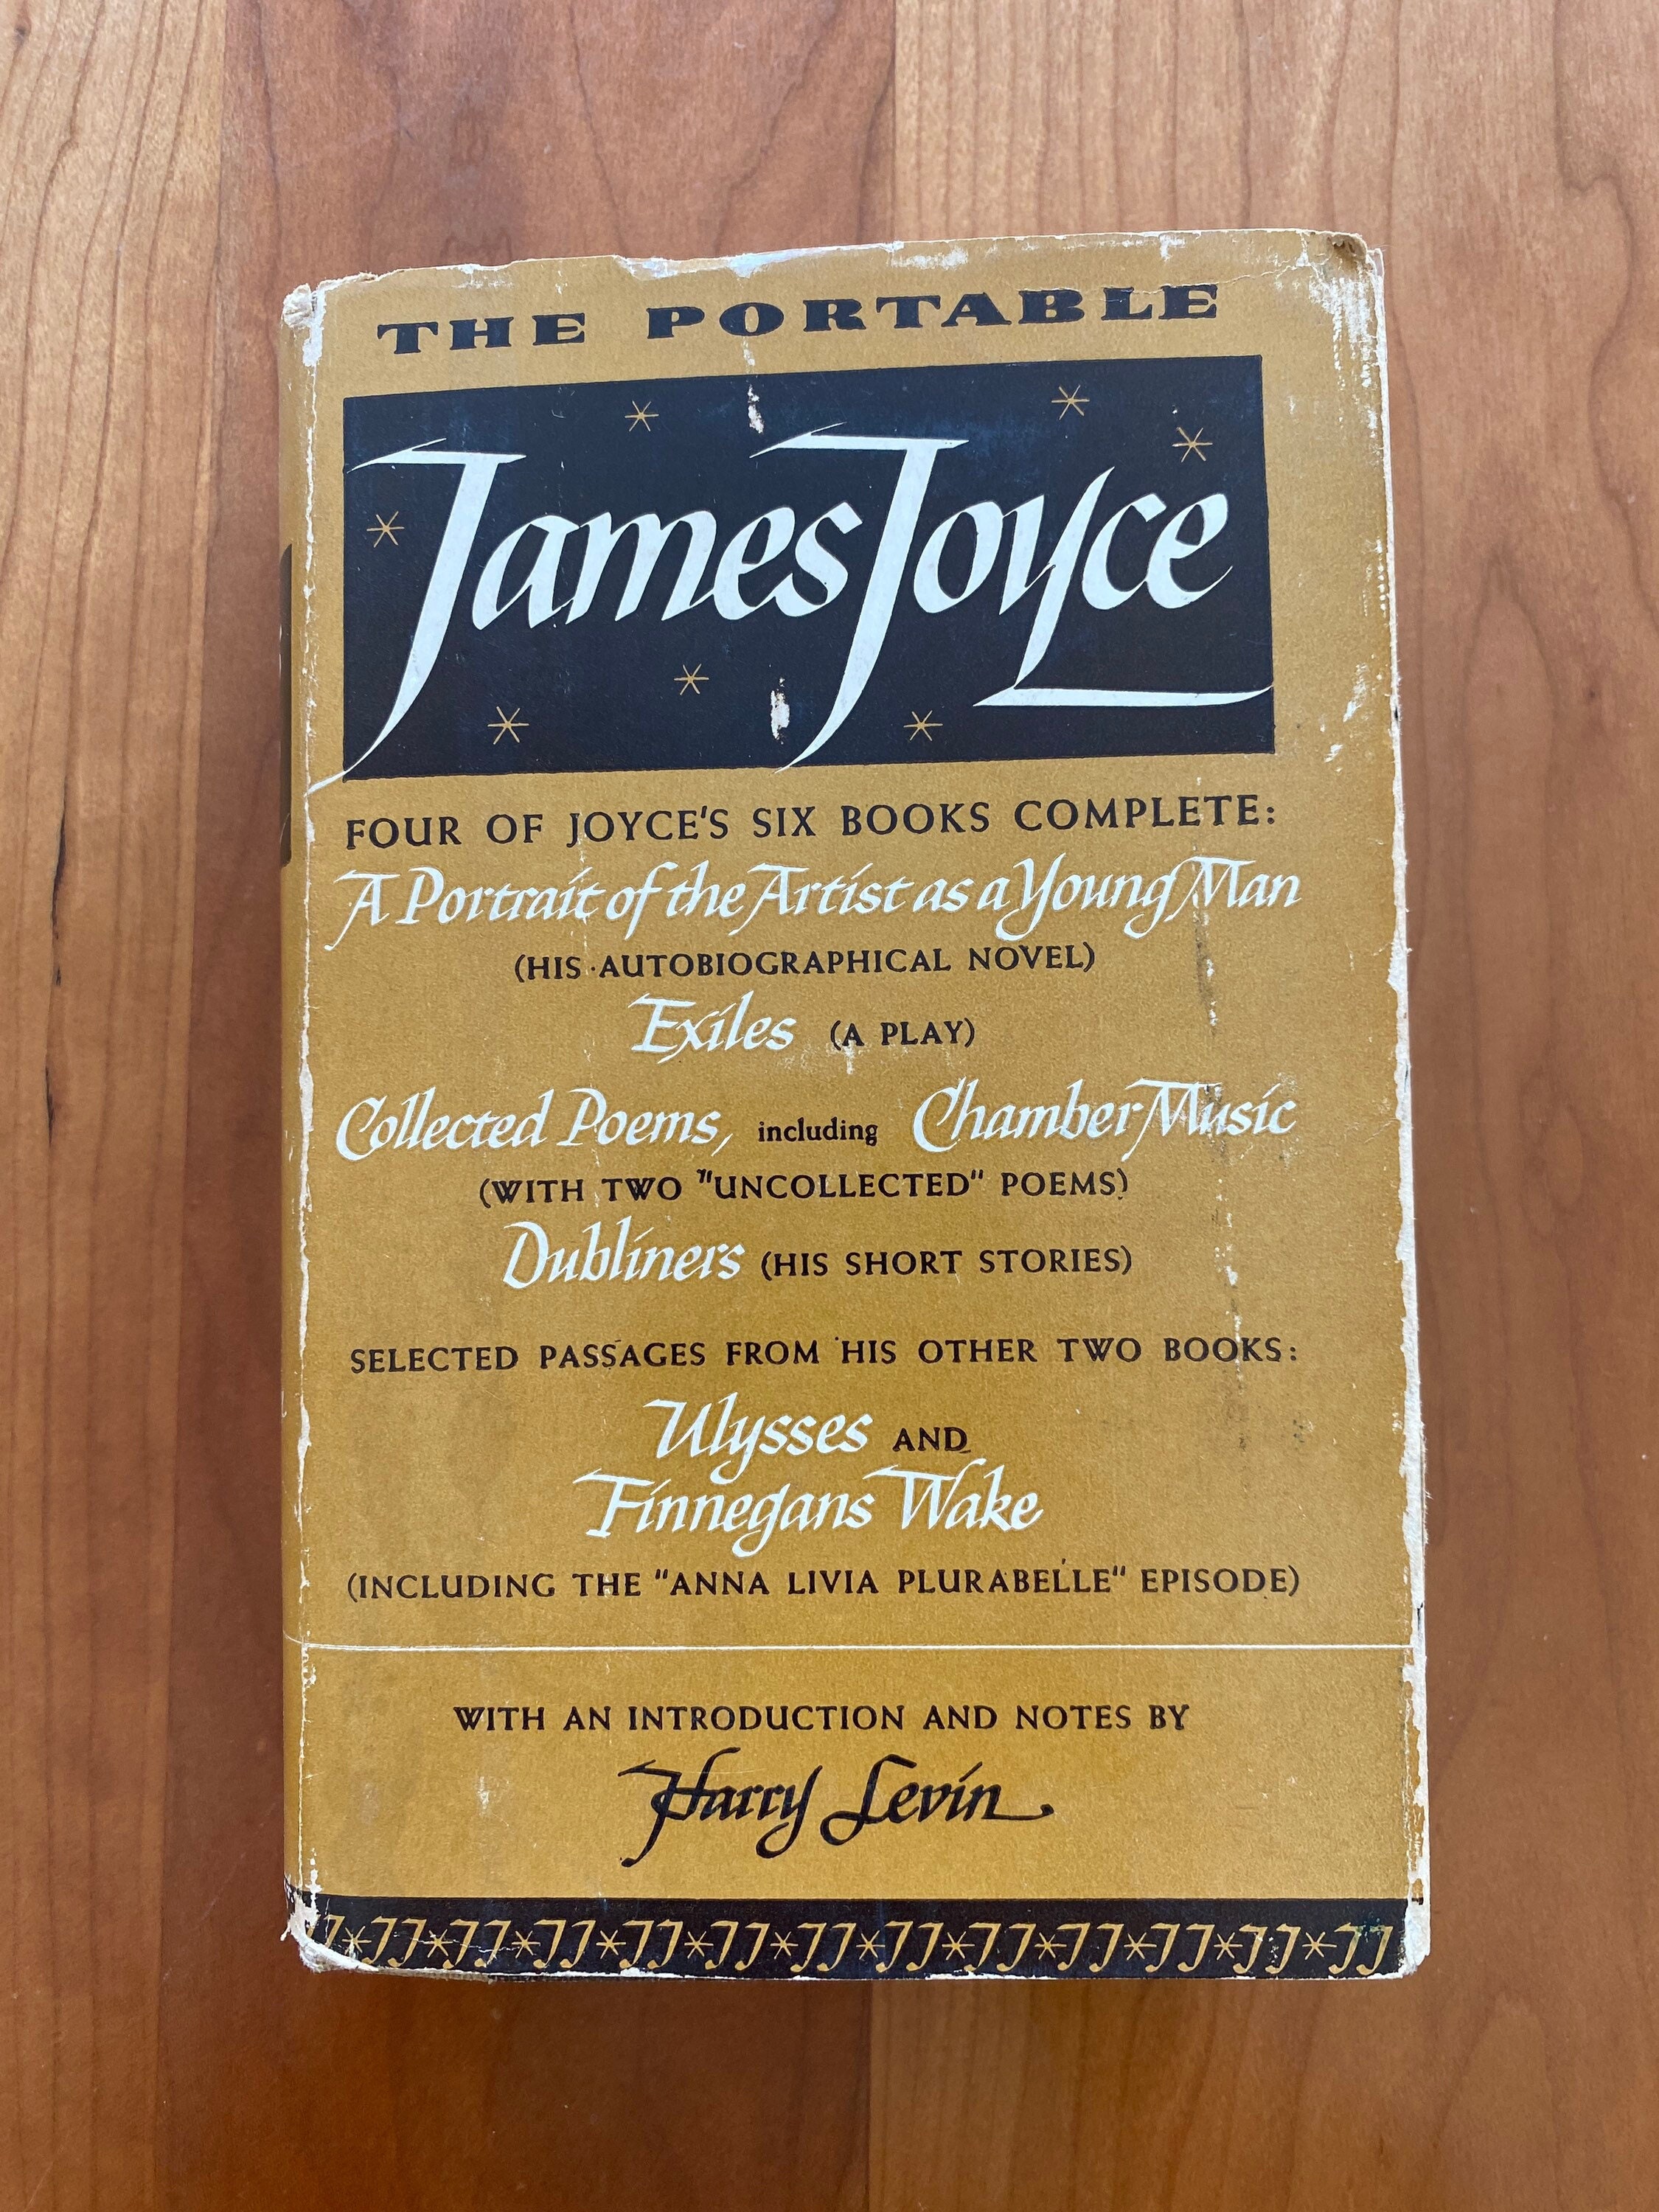 THE PORTABLE
James Joyce
FOUR OF JOYCE'S SIX BOOKS COMPLETE:
A Portrait of the Artist as a Young Man
(HIS AUTOBIOGRAPHICAL NOVEL)
Exiles (A PLAY)
Collected Poems, including Chamber Music
(WITH TWO "UNCOLLECTED" POEMS)
Dubliners (HIS SHORT STORIES)
SELECTED PASSAGES FROM HIS OTHER TWO BOOKS:
Ulysses AND
Finnegans Wake
(INCLUDING THE "ANNA LIVIA PLURABELLE" EPISODE)
WITH AN INTRODUCTION AND NOTES BY
Harry Levin
J*JJ*JJ*JJ*JJ*JJ*JJ*JJ*JJ*JJ*JJ*JJ*JJ